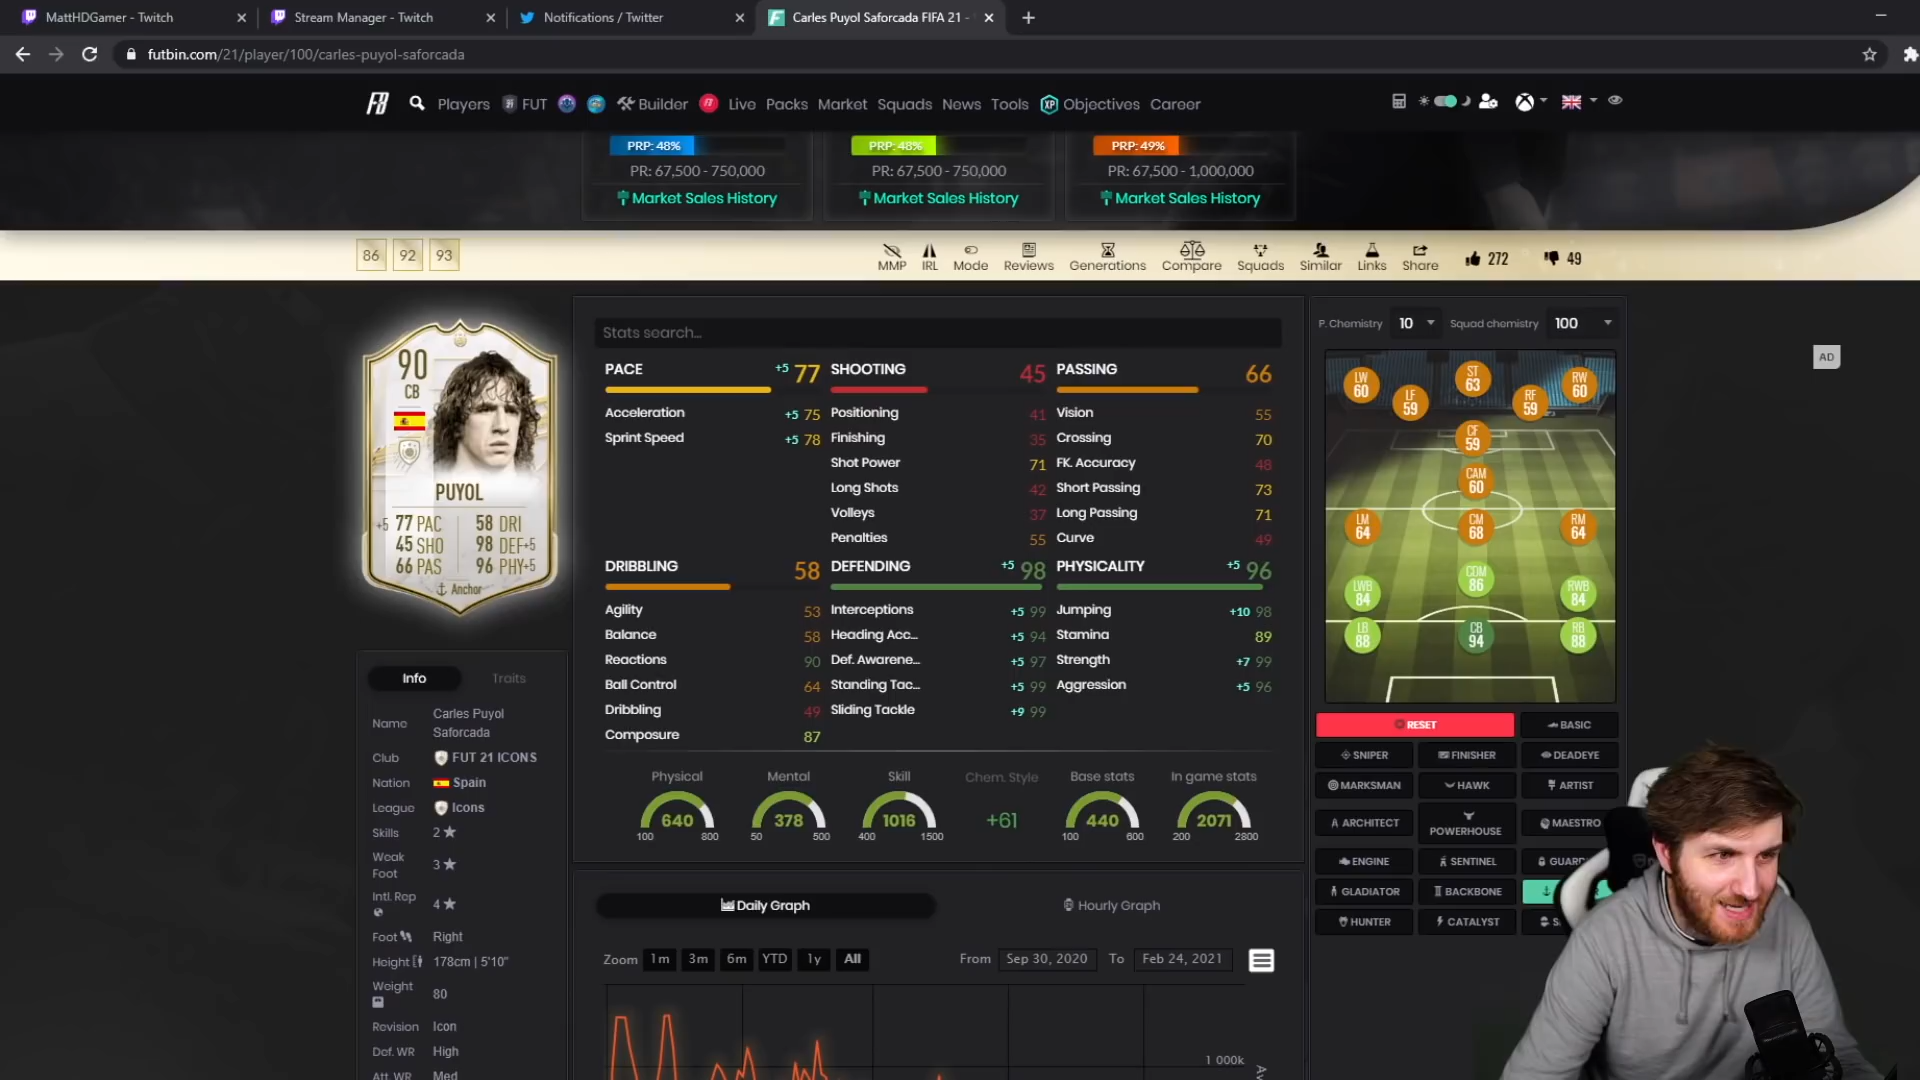 MattHDGamer - Twitch
Stream Manager - Twitch
Notifications / Twitter
Carles Puyol Saforcada FIFA 21 -
futbin.com/21/player/100/carles-puyol-saforcada
Players FUT Builder Live Packs Market Squads News Tools XP Objectives Career
PRP: 48% PRP: 48% PRP: 49%
PR: 67,500 - 750,000 PR: 67,500 - 750,000 PR: 67,500 - 1,000,000
Market Sales History Market Sales History Market Sales History
86 92 93
MMP IRL Mode Reviews Generations Compare Squads Similar Links Share 272 49
90
CB
PUYOL
+5 77 PAC 58 DRI
45 SHO 98 DEF+5
66 PAS 96 PHY+5
Anchor
Stats search...
PACE +5 77
Acceleration +5 75
Sprint Speed +5 78
SHOOTING 45
Positioning 41
Finishing 35
Shot Power 71
Long Shots 42
Volleys 37
Penalties 55
PASSING 66
Vision 55
Crossing 70
FK. Accuracy 48
Short Passing 73
Long Passing 71
Curve 49
DRIBBLING 58
Agility 53
Balance 58
Reactions 90
Ball Control 64
Dribbling 49
Composure 87
DEFENDING +5 98
Interceptions +5 99
Heading Acc... +5 94
Def. Awarene... +5 97
Standing Tac... +5 99
Sliding Tackle +9 99
PHYSICALITY +5 96
Jumping +10 98
Stamina 89
Strength +7 99
Aggression +5 96
Physical Mental Skill Chem. Style Base stats In game stats
640 378 1016 +61 440 2071
100 800 50 500 400 1500 100 600 200 2800
P. Chemistry 10 Squad chemistry 100
AD
LW 60
LF 59
ST 63
RF 59
RW 60
CF 59
CAM 60
LM 64
CM 68
RM 64
LWB 84
CDM 86
RWB 84
LB 88
CB 94
RB 88
RESET BASIC
SNIPER FINISHER DEADEYE
MARKSMAN HAWK ARTIST
ARCHITECT POWERHOUSE MAESTRO
ENGINE SENTINEL
GLADIATOR BACKBONE
HUNTER CATALYST
Info Traits
Name Carles Puyol Saforcada
Club FUT 21 ICONS
Nation Spain
League Icons
Skills 2
Weak Foot 3
Intl. Rep 4
Foot Right
Height 178cm | 5'10"
Weight 80
Revision Icon
Def. WR High
Att. WR Med
Daily Graph Hourly Graph
Zoom 1m 3m 6m YTD 1y All From Sep 30, 2020 To Feb 24, 2021
1 000k